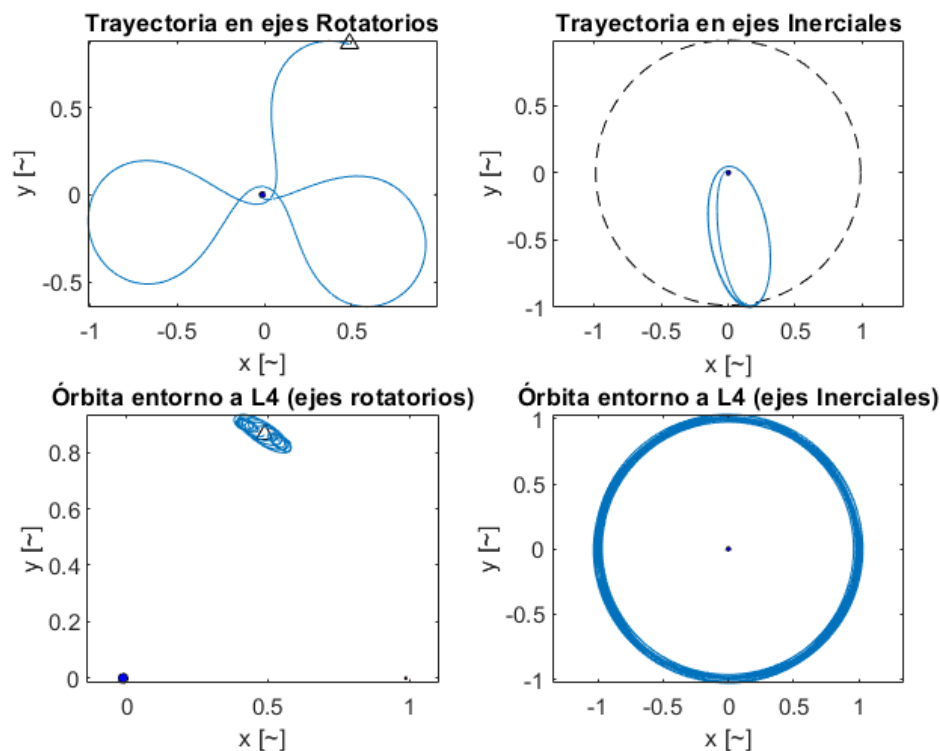 Trayectoria en ejes Rotatorios
0.5
0
-0.5
y [~]
-1
-0.5
0
0.5
x [~]
Trayectoria en ejes Inerciales
0.5
0
-0.5
-1
y [~]
-1
-0.5
0
0.5
1
x [~]
Órbita entorno a L4 (ejes rotatorios)
0.8
0.6
0.4
0.2
0
y [~]
0
0.5
1
x [~]
Órbita entorno a L4 (ejes Inerciales)
1
0.5
0
-0.5
-1
y [~]
-1
-0.5
0
0.5
1
x [~]